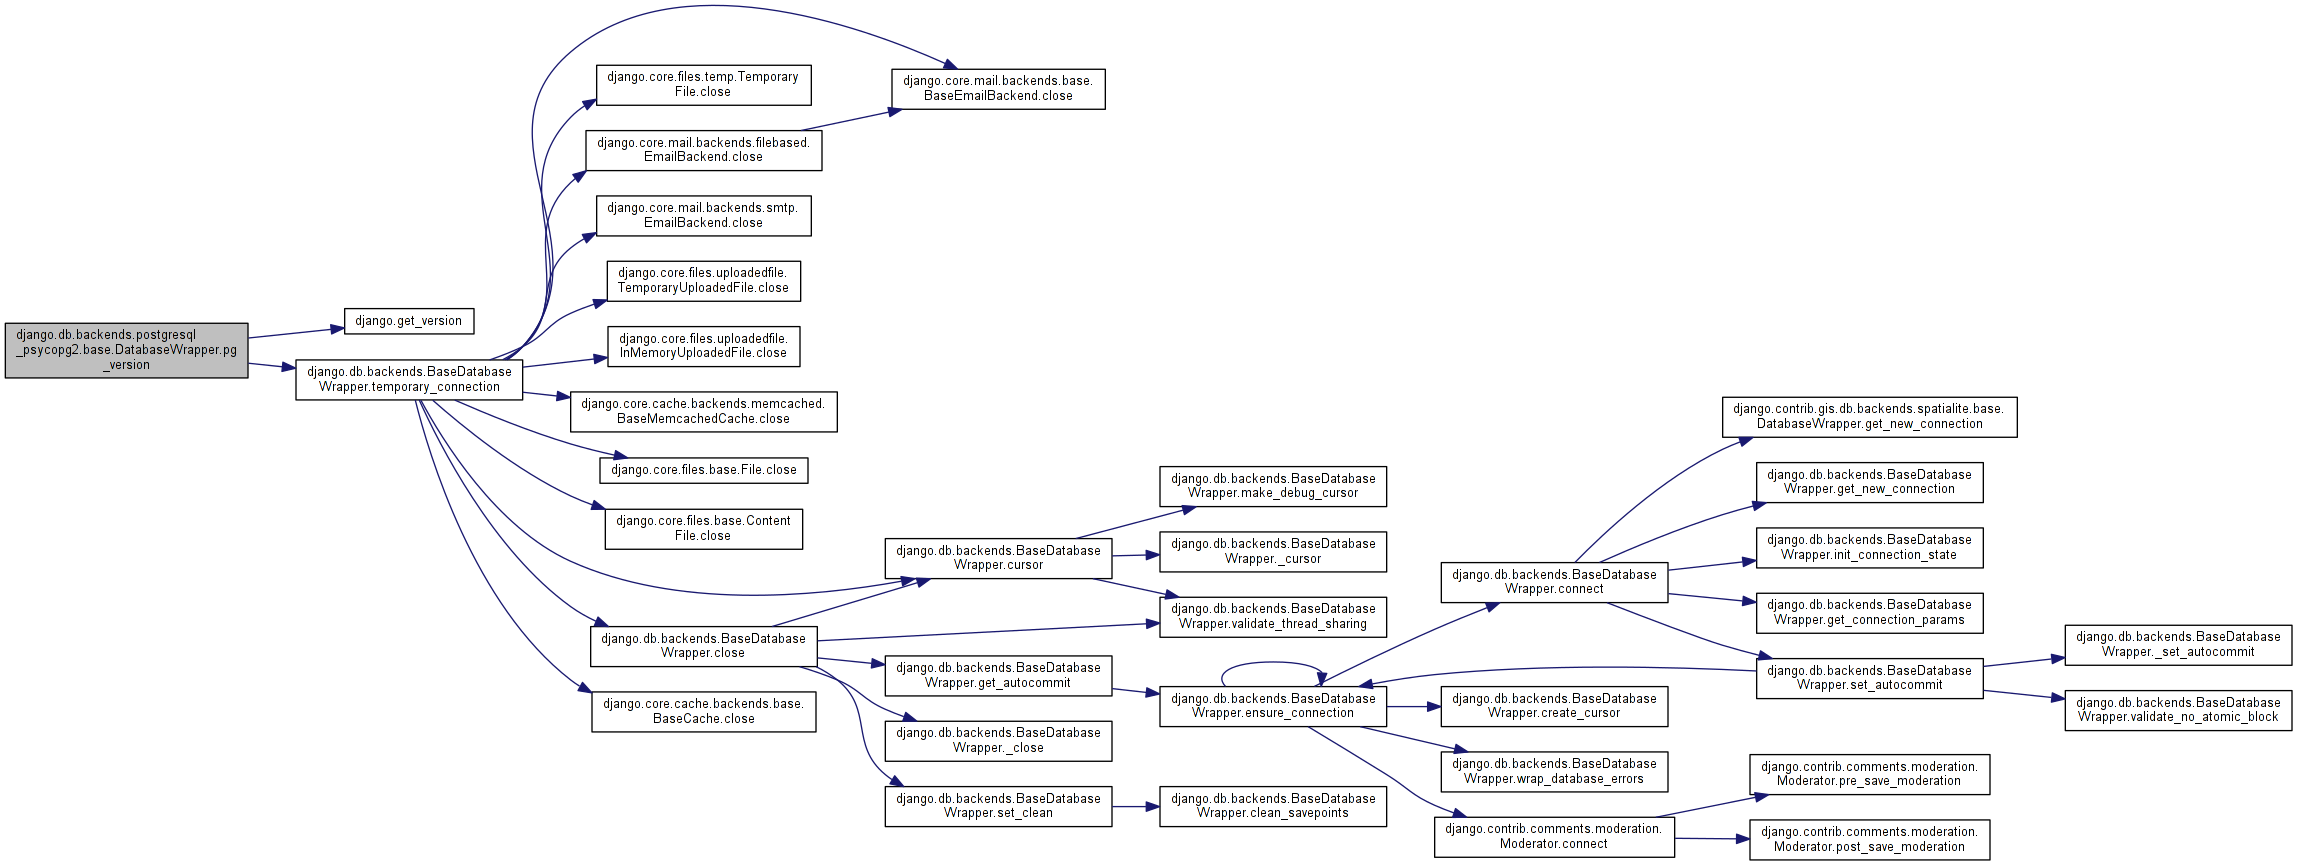 django.db.backends.postgresql
_psycopg2.base.DatabaseWrapper.pg
_version
django.get_version
django.db.backends.BaseDatabase
Wrapper.temporary_connection
django.core.files.temp.Temporary
File.close
django.core.mail.backends.filebased.
EmailBackend.close
django.core.mail.backends.smtp.
EmailBackend.close
django.core.files.uploadedfile.
TemporaryUploadedFile.close
django.core.files.uploadedfile.
InMemoryUploadedFile.close
django.core.cache.backends.memcached.
BaseMemcachedCache.close
django.core.files.base.File.close
django.core.files.base.Content
File.close
django.db.backends.BaseDatabase
Wrapper.close
django.core.cache.backends.base.
BaseCache.close
django.core.mail.backends.base.
BaseEmailBackend.close
django.db.backends.BaseDatabase
Wrapper.cursor
django.db.backends.BaseDatabase
Wrapper.get_autocommit
django.db.backends.BaseDatabase
Wrapper._close
django.db.backends.BaseDatabase
Wrapper.set_clean
django.db.backends.BaseDatabase
Wrapper.make_debug_cursor
django.db.backends.BaseDatabase
Wrapper._cursor
django.db.backends.BaseDatabase
Wrapper.validate_thread_sharing
django.db.backends.BaseDatabase
Wrapper.ensure_connection
django.db.backends.BaseDatabase
Wrapper.clean_savepoints
django.db.backends.BaseDatabase
Wrapper.connect
django.db.backends.BaseDatabase
Wrapper.create_cursor
django.db.backends.BaseDatabase
Wrapper.wrap_database_errors
django.contrib.comments.moderation.
Moderator.connect
django.contrib.gis.db.backends.spatialite.base.
DatabaseWrapper.get_new_connection
django.db.backends.BaseDatabase
Wrapper.get_new_connection
django.db.backends.BaseDatabase
Wrapper.init_connection_state
django.db.backends.BaseDatabase
Wrapper.get_connection_params
django.db.backends.BaseDatabase
Wrapper.set_autocommit
django.contrib.comments.moderation.
Moderator.pre_save_moderation
django.contrib.comments.moderation.
Moderator.post_save_moderation
django.db.backends.BaseDatabase
Wrapper._set_autocommit
django.db.backends.BaseDatabase
Wrapper.validate_no_atomic_block